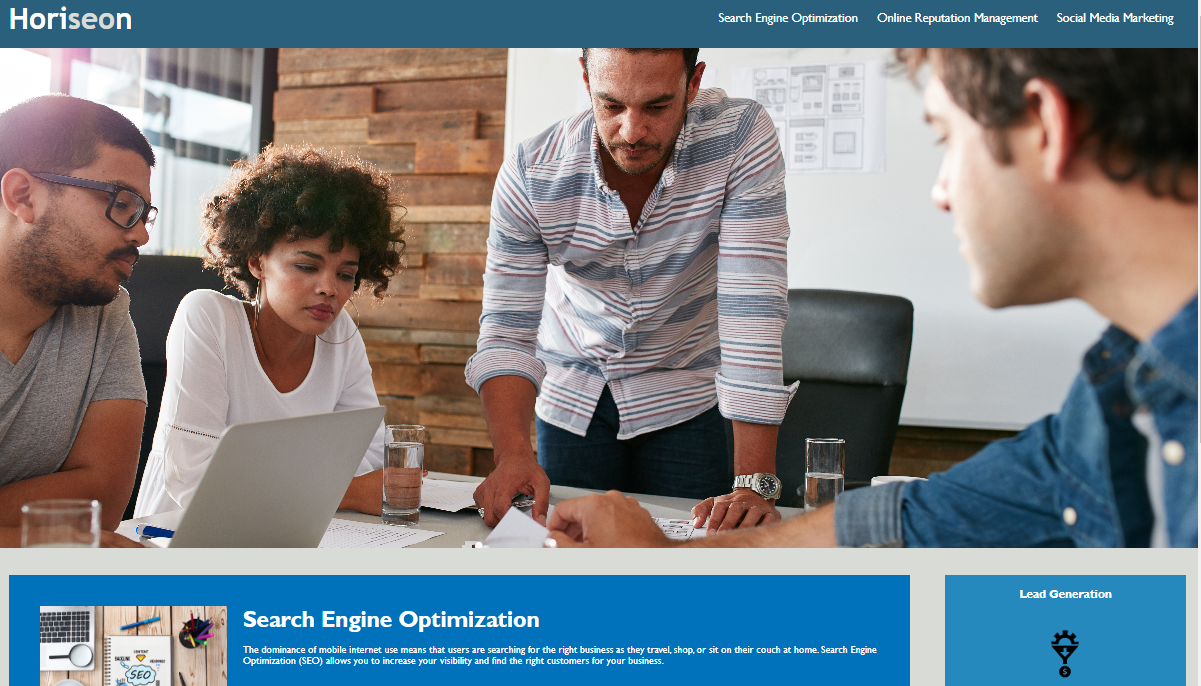 Horiseon
Search Engine Optimization
Online Reputation Management
Social Media Marketing
Search Engine Optimization
The dominance of mobile internet use means that users are searching for the right business as they travel, shop, or sit on their couch at home. Search Engine
Optimization (SEO) allows you to increase your visibility and find the right customers for your business.
SEO
Lead Generation